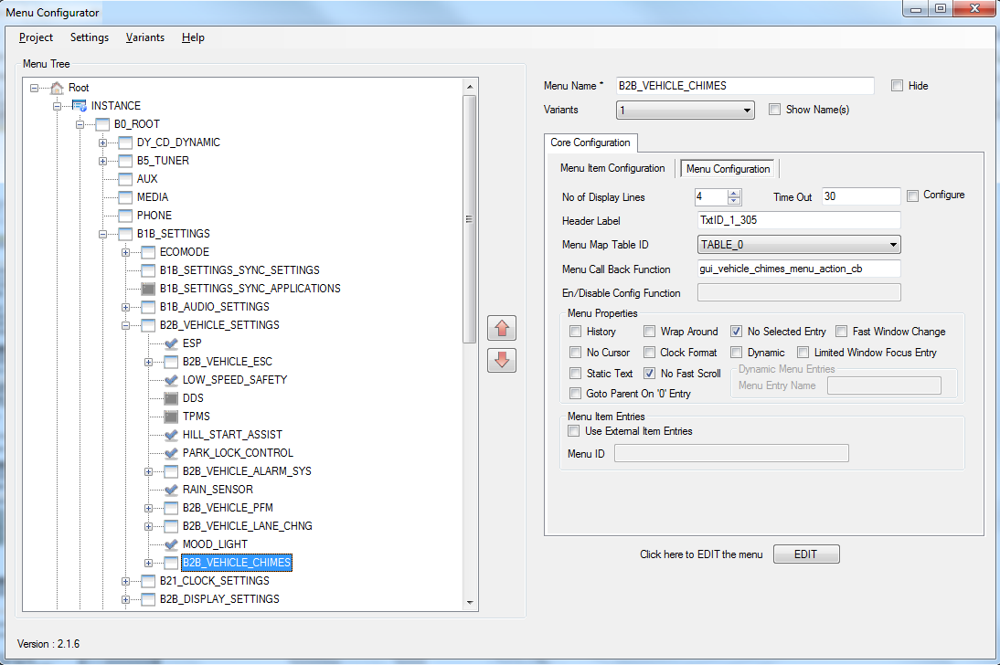 Menu Configurator
Project Settings Variants Help
Menu Tree
Root
INSTANCE
B0_ROOT
DY_CD_DYNAMIC
B5_TUNER
AUX
MEDIA
PHONE
B1B_SETTINGS
ECOMODE
B1B_SETTINGS_SYNC_SETTINGS
B1B_SETTINGS_SYNC_APPLICATIONS
B1B_AUDIO_SETTINGS
B2B_VEHICLE_SETTINGS
ESP
B2B_VEHICLE_ESC
LOW_SPEED_SAFETY
DDS
TPMS
HILL_START_ASSIST
PARK_LOCK_CONTROL
B2B_VEHICLE_ALARM_SYS
RAIN_SENSOR
B2B_VEHICLE_PFM
B2B_VEHICLE_LANE_CHNG
MOOD_LIGHT
B2B_VEHICLE_CHIMES
B21_CLOCK_SETTINGS
B2B_DISPLAY_SETTINGS
Menu Name * B2B_VEHICLE_CHIMES Hide
Variants 1 Show Name(s)
Core Configuration
Menu Item Configuration Menu Configuration
No of Display Lines 4 Time Out 30 Configure
Header Label TxtID_1_305
Menu Map Table ID TABLE_0
Menu Call Back Function gui_vehicle_chimes_menu_action_cb
En/Disable Config Function
Menu Properties
History Wrap Around No Selected Entry Fast Window Change
No Cursor Clock Format Dynamic Limited Window Focus Entry
Static Text No Fast Scroll Dynamic Menu Entries
Menu Entry Name
Goto Parent On '0' Entry
Menu Item Entries
Use External Item Entries
Menu ID
Click here to EDIT the menu EDIT
Version : 2.1.6